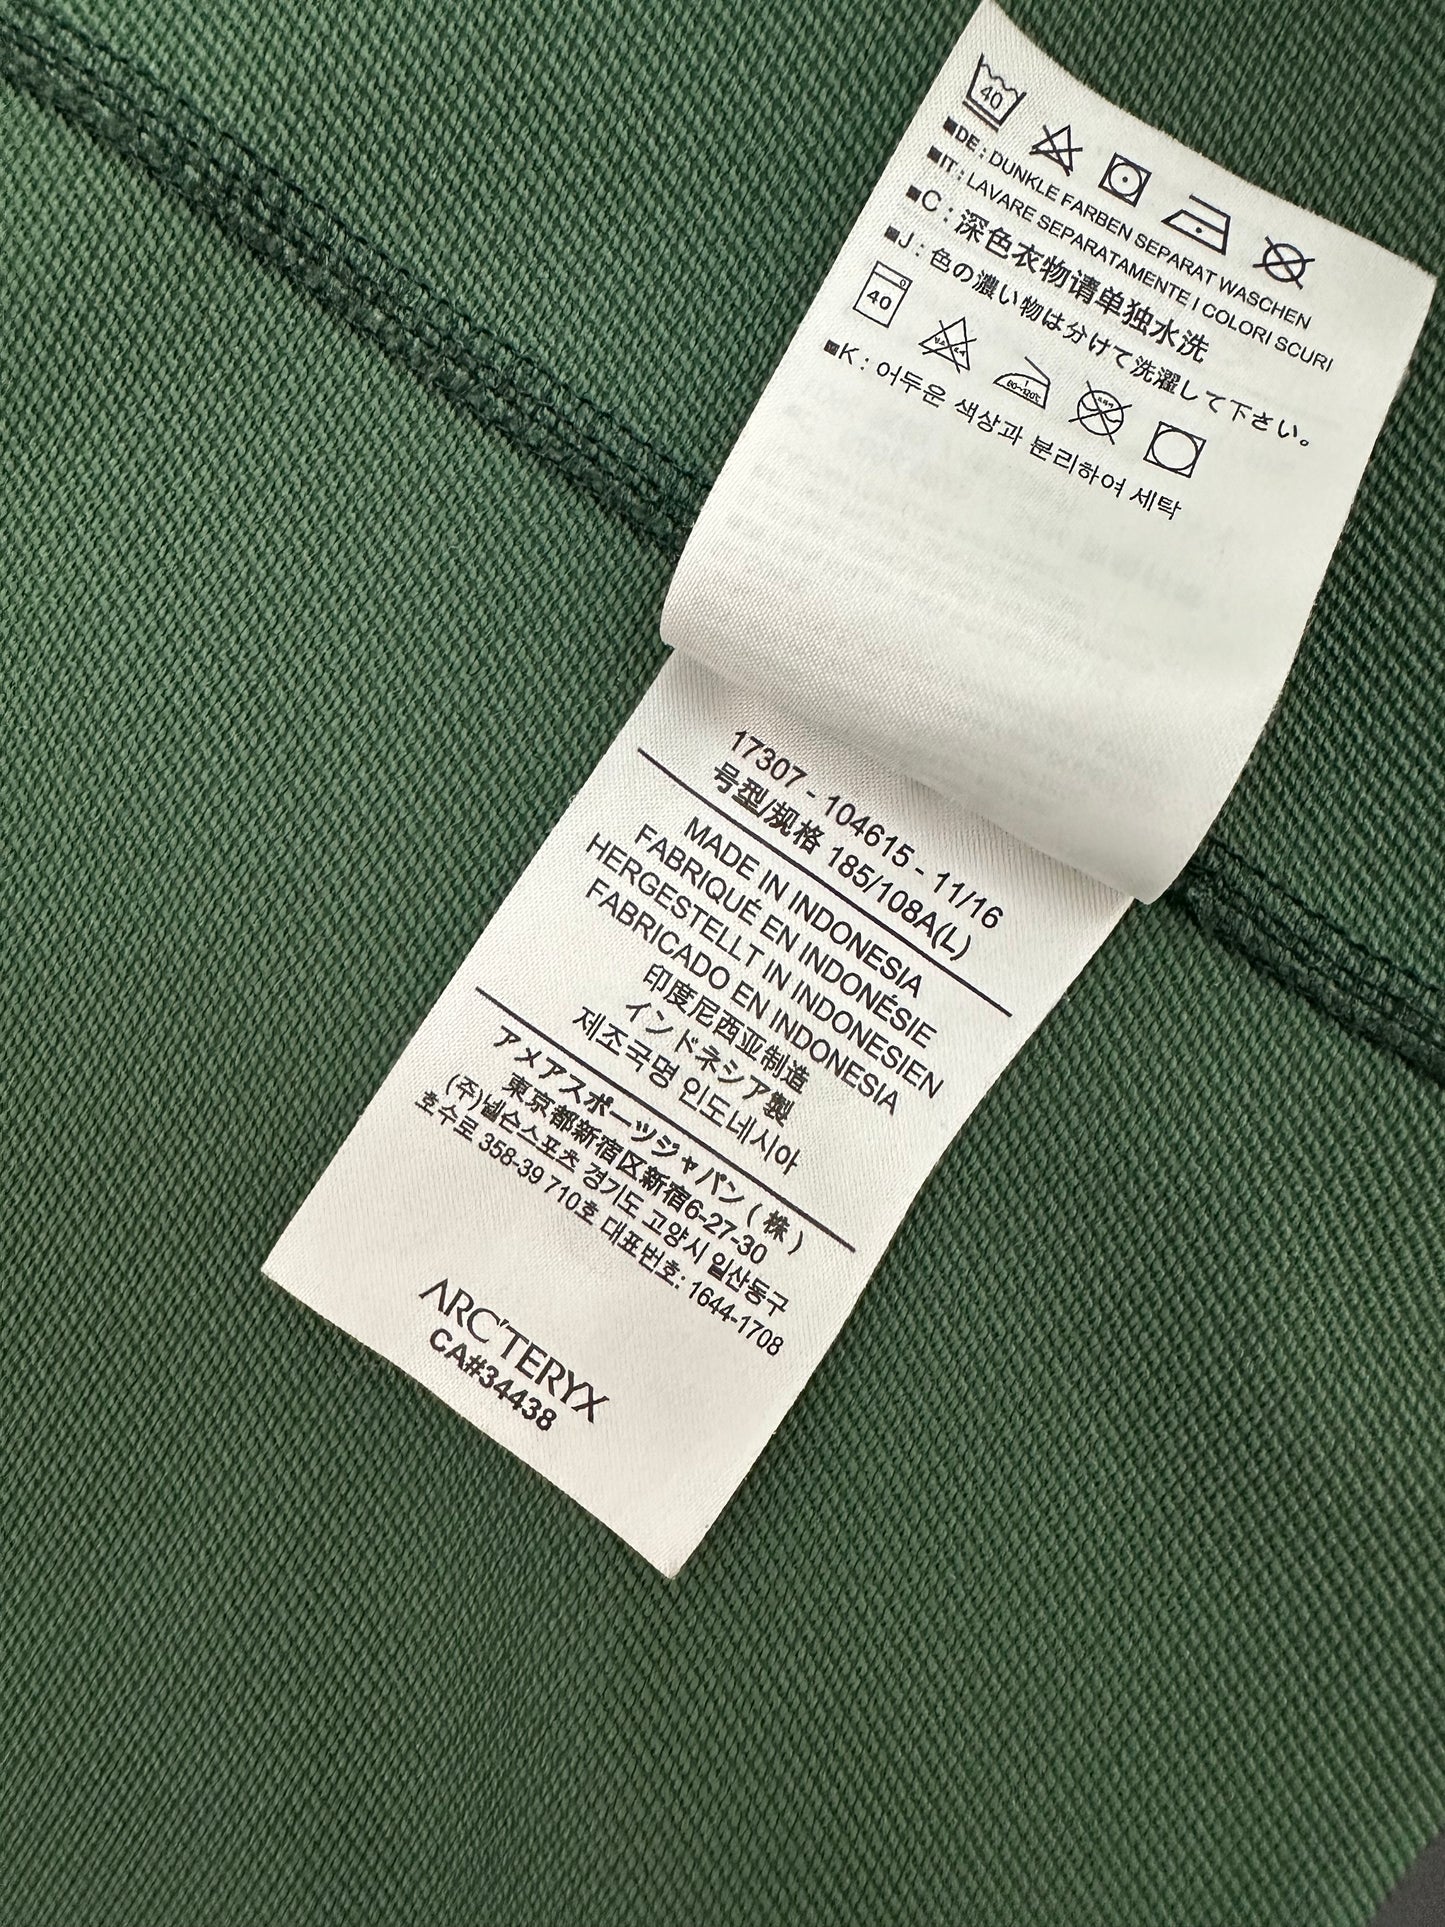 40
■DE : DUNKLE FARBEN SEPARAT WASCHEN
■IT : LAVARE SEPARATAMENTE I COLORI SCURI
■C : 深色衣物请单独水洗
■J : 色の濃い物は分けて洗濯して下さい。
40
■K : 어두운 색상과 분리하여 세탁
17307 - 104615 - 11/16
号型/规格 185/108A(L)
MADE IN INDONESIA
FABRIQUÉ EN INDONÉSIE
HERGESTELLT IN INDONESIEN
FABRICADO EN INDONESIA
印度尼西亚制造
インドネシア製
제조국명 인도네시아
アメアスポーツジャパン ( 株 )
東京都新宿区新宿6-27-30
(주)넬슨스포츠 경기도 고양시 일산동구
호수로 358-39 710호 대표번호: 1644-1708
ARC'TERYX
CA#34438